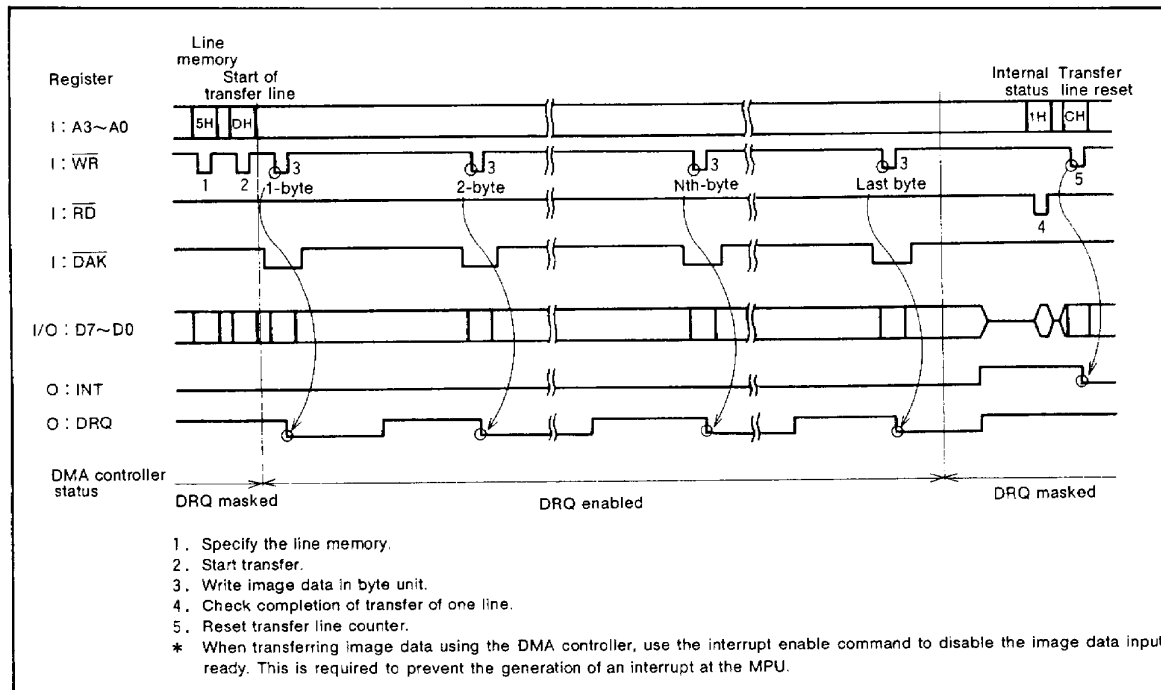 Line
memory
Register
Start of
transfer line
Internal
status
Transfer
line reset
I : A3~A0
5H
DH
1H
CH
I : WR
1
2
3
3
3
3
5
1-byte
2-byte
Nth-byte
Last byte
I : RD
4
I : DAK
I/O : D7~D0
O : INT
O : DRQ
DMA controller
status
DRQ masked
DRQ enabled
DRQ masked
1. Specify the line memory.
2. Start transfer.
3. Write image data in byte unit.
4. Check completion of transfer of one line.
5. Reset transfer line counter.
* When transferring image data using the DMA controller, use the interrupt enable command to disable the image data input
ready. This is required to prevent the generation of an interrupt at the MPU.